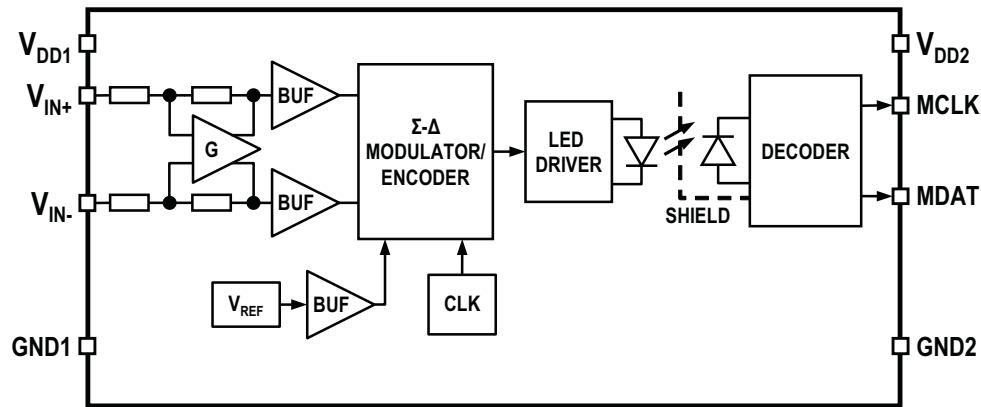 VDD1
VDD2
VIN+
BUF
MCLK
Σ-Δ
MODULATOR/
ENCODER
LED
DRIVER
DECODER
G
VIN-
BUF
SHIELD
MDAT
VREF
BUF
CLK
GND1
GND2